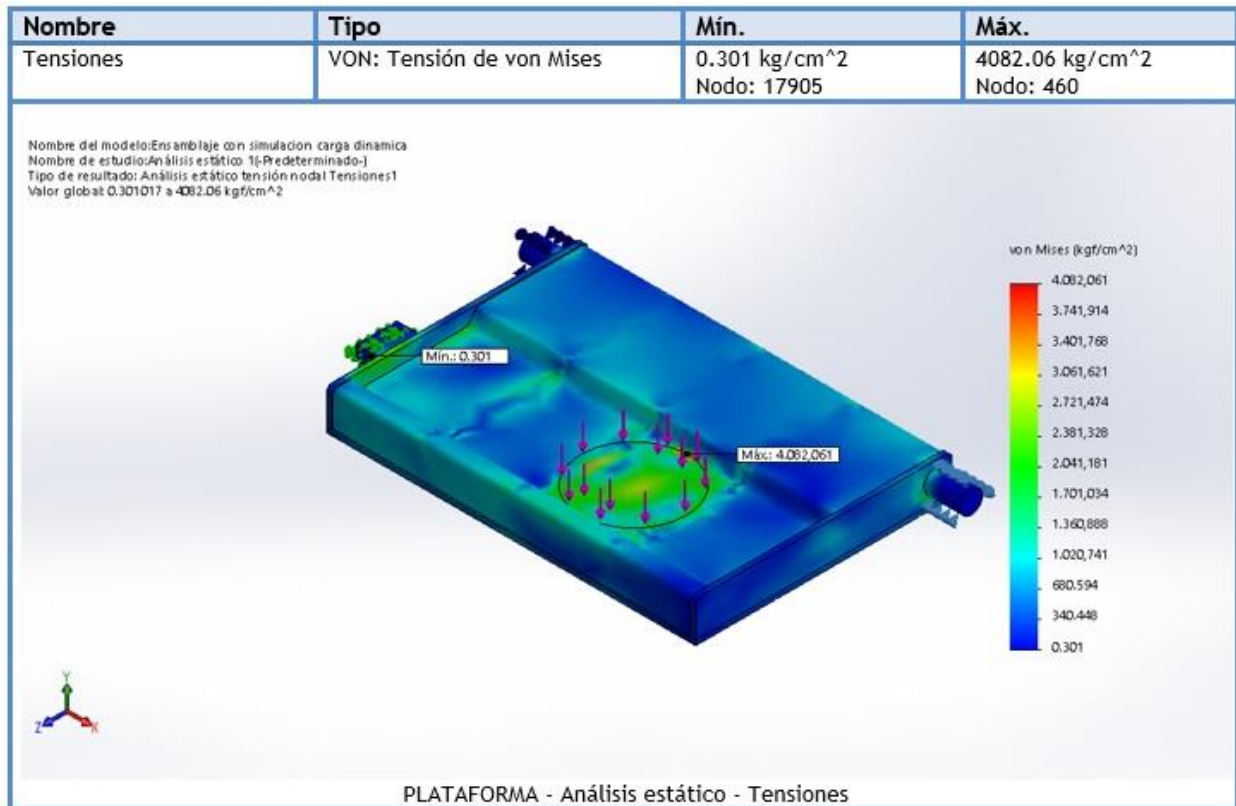 Nombre Tipo Mín. Máx.
Tensiones VON: Tensión de von Mises 0.301 kg/cm^2 4082.06 kg/cm^2
Nodo: 17905 Nodo: 460
Nombre del modelo:Ensamblaje con simulacion carga dinamica
Nombre de estudio:Análisis estático 1(-Predeterminado-)
Tipo de resultado: Análisis estático tensión nodal Tensiones1
Valor global: 0.301017 a 4082.06 kgf/cm^2
von Mises (kgf/cm^2)
4.082,061
3.741,914
3.401,768
3.061,621
2.721,474
2.381,328
2.041,181
1.701,034
1.360,888
1.020,741
680.594
340.448
0.301
Mín.: 0.301
Máx.: 4.082,061
Y
Z
X
PLATAFORMA - Análisis estático - Tensiones